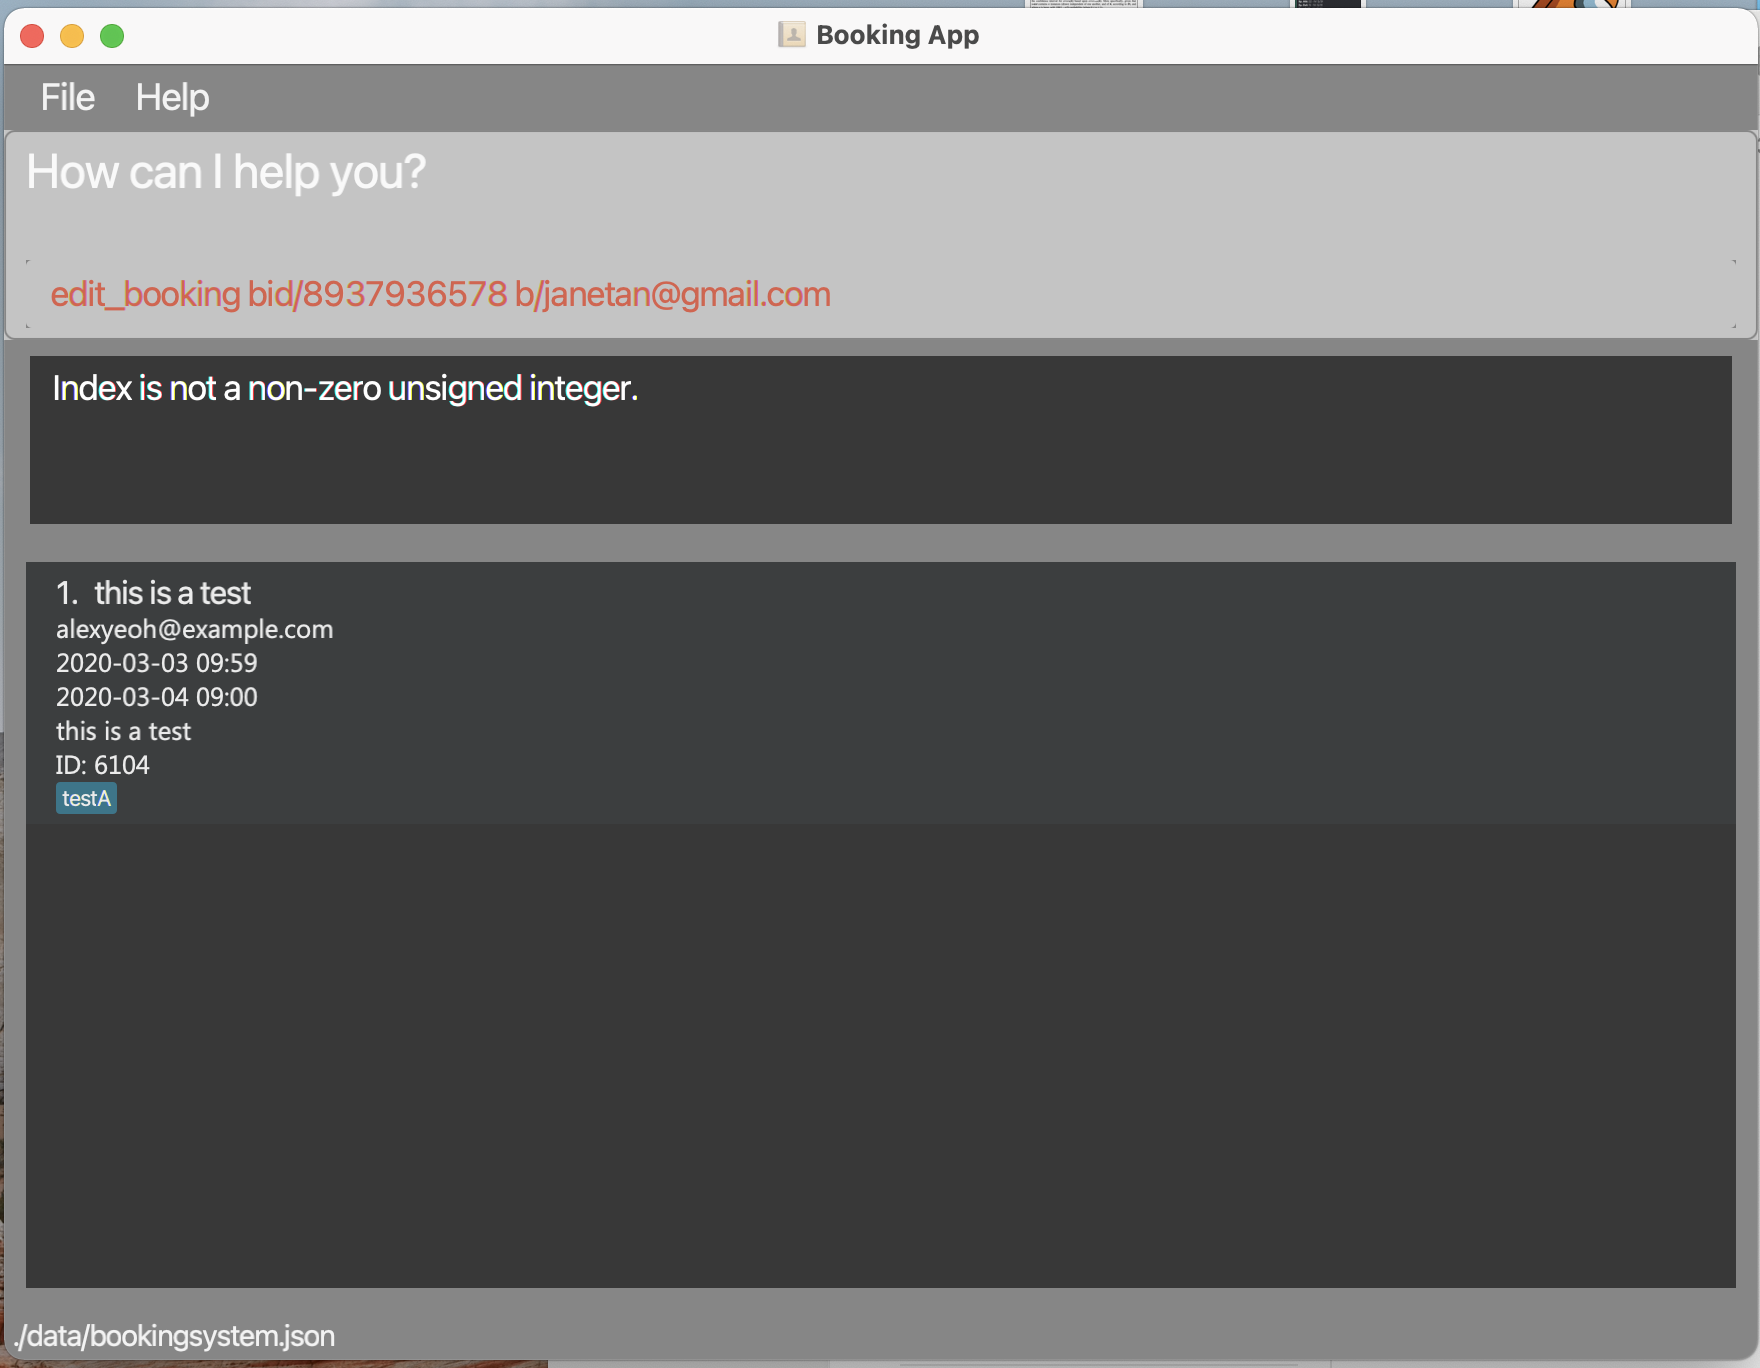 Booking App
File Help
How can I help you?
edit_booking bid/8937936578 b/janetan@gmail.com
Index is not a non-zero unsigned integer.
1. this is a test
alexyeoh@example.com
2020-03-03 09:59
2020-03-04 09:00
this is a test
ID: 6104
testA
./data/bookingsystem.json